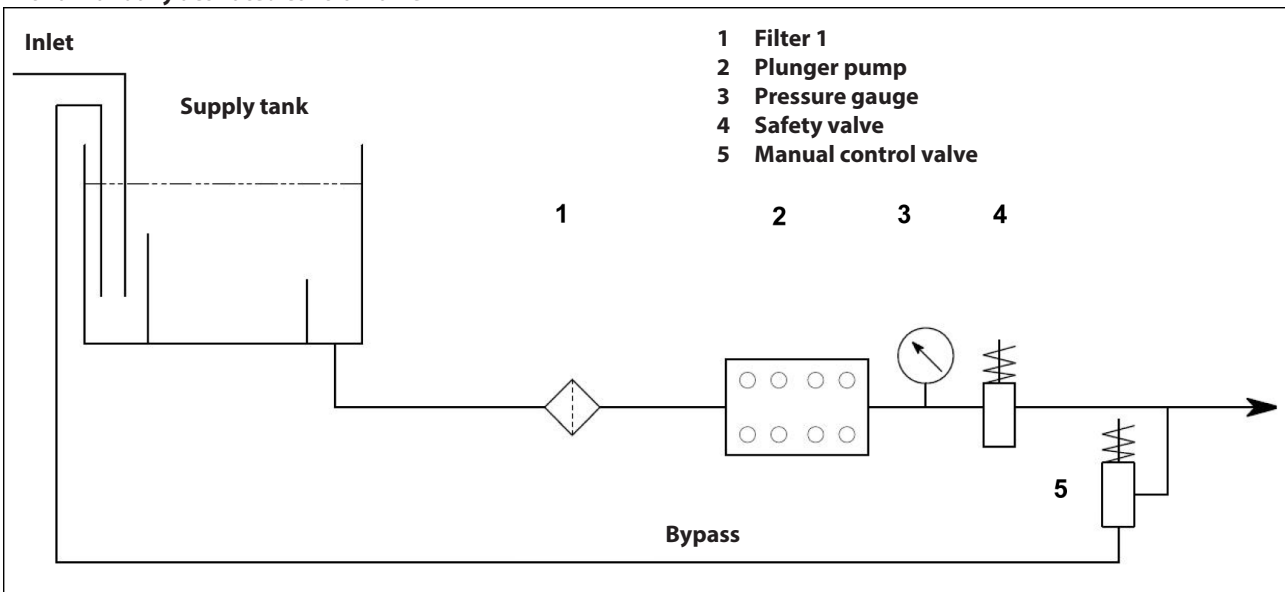 Inlet
Supply tank
1 Filter 1
2 Plunger pump
3 Pressure gauge
4 Safety valve
5 Manual control valve
1 2 3 4
5
Bypass